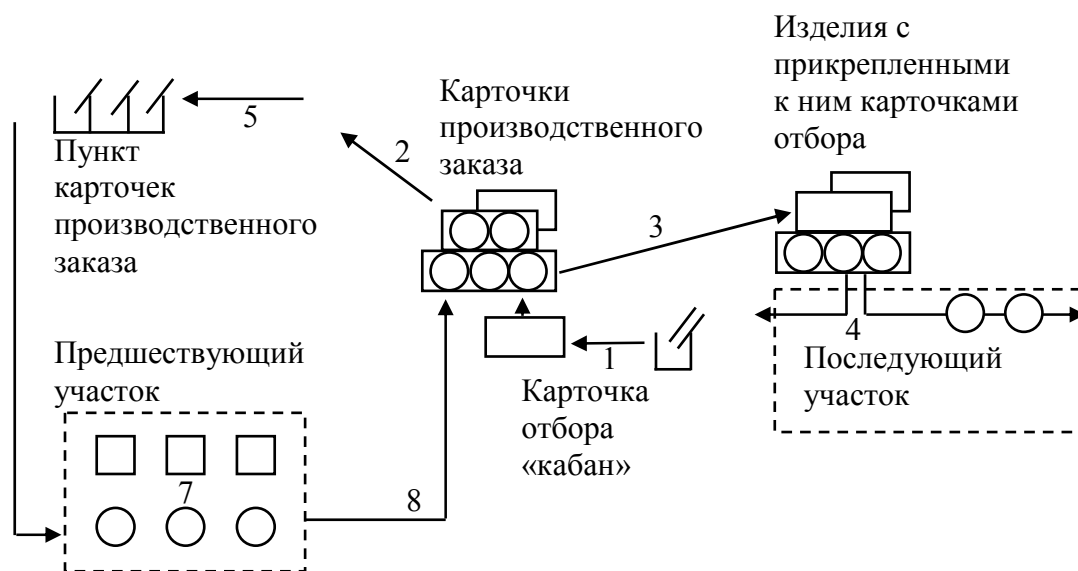 Изделия с
прикрепленными
к ним карточками
отбора
Карточки
производственного
заказа
5
2
Пункт
карточек
производственного
заказа
3
1
4
Предшествующий
участок
Карточка
отбора
«кабан»
Последующий
участок
7
8